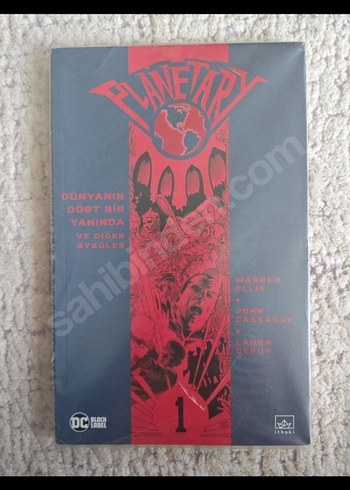 PLANETARY
DÜNYANIN
DÖRT BİR
YANINDA
VE DİĞER
ÖYKÜLER
WARREN
ELLIS
JOHN
CASSADAY
LAURA
DEPUY
1
DC BLACK
LABEL
ithaki
sahibinden.com